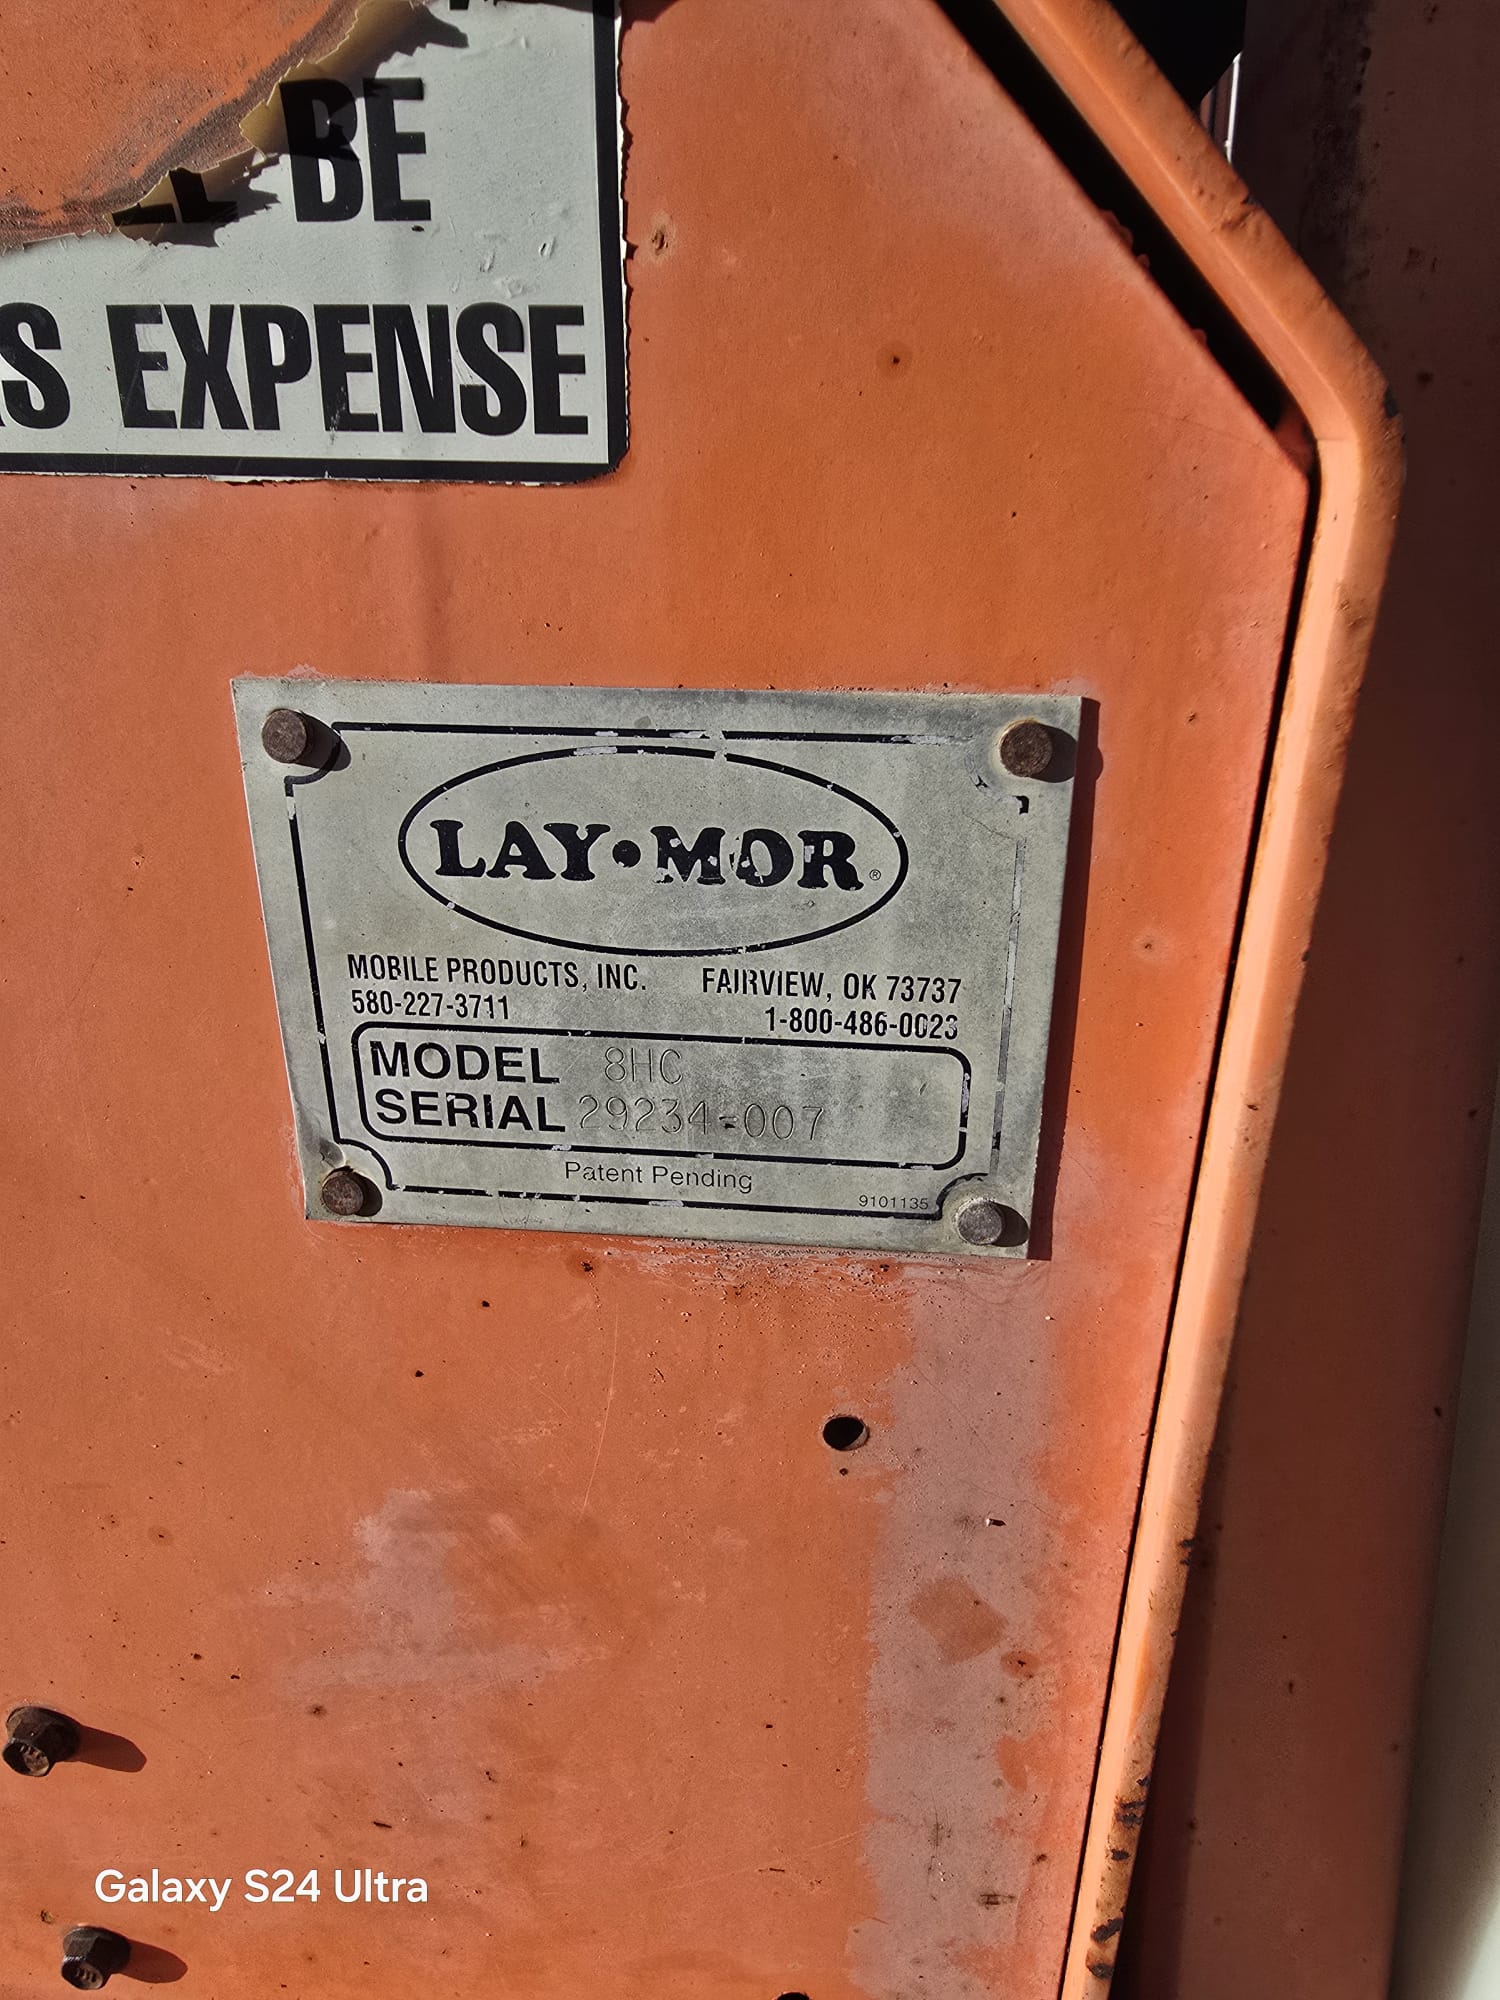 BE
S EXPENSE
LAY•MOR®
MOBILE PRODUCTS, INC. FAIRVIEW, OK 73737
580-227-3711 1-800-486-0023
MODEL 8HC
SERIAL 29234-007
Patent Pending
9101135
Galaxy S24 Ultra